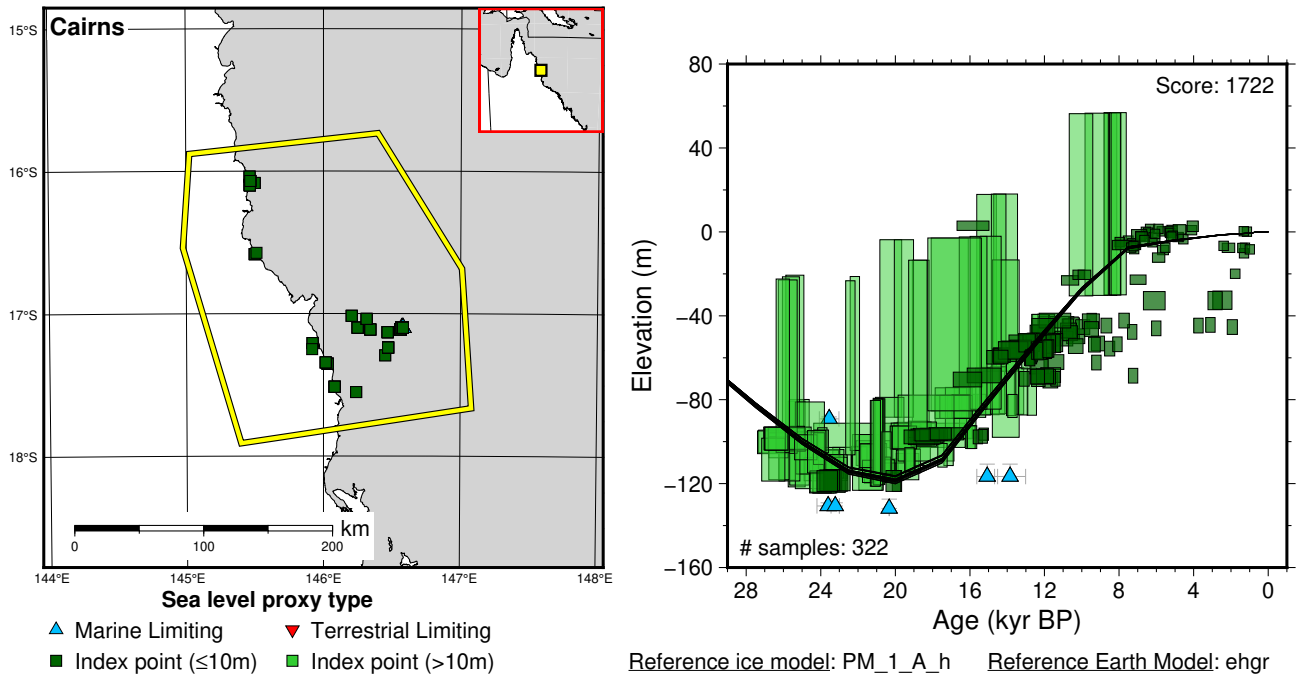 Cairns
15°S
16°S
17°S
18°S
km
0 100 200
144°E 145°E 146°E 147°E 148°E
Sea level proxy type
Marine Limiting Terrestrial Limiting
Index point (≤10m) Index point (>10m)
Score: 1722
80
40
0
−40
−80
−120
−160
Elevation (m)
# samples: 322
28 24 20 16 12 8 4 0
Age (kyr BP)
Reference ice model: PM_1_A_h Reference Earth Model: ehgr